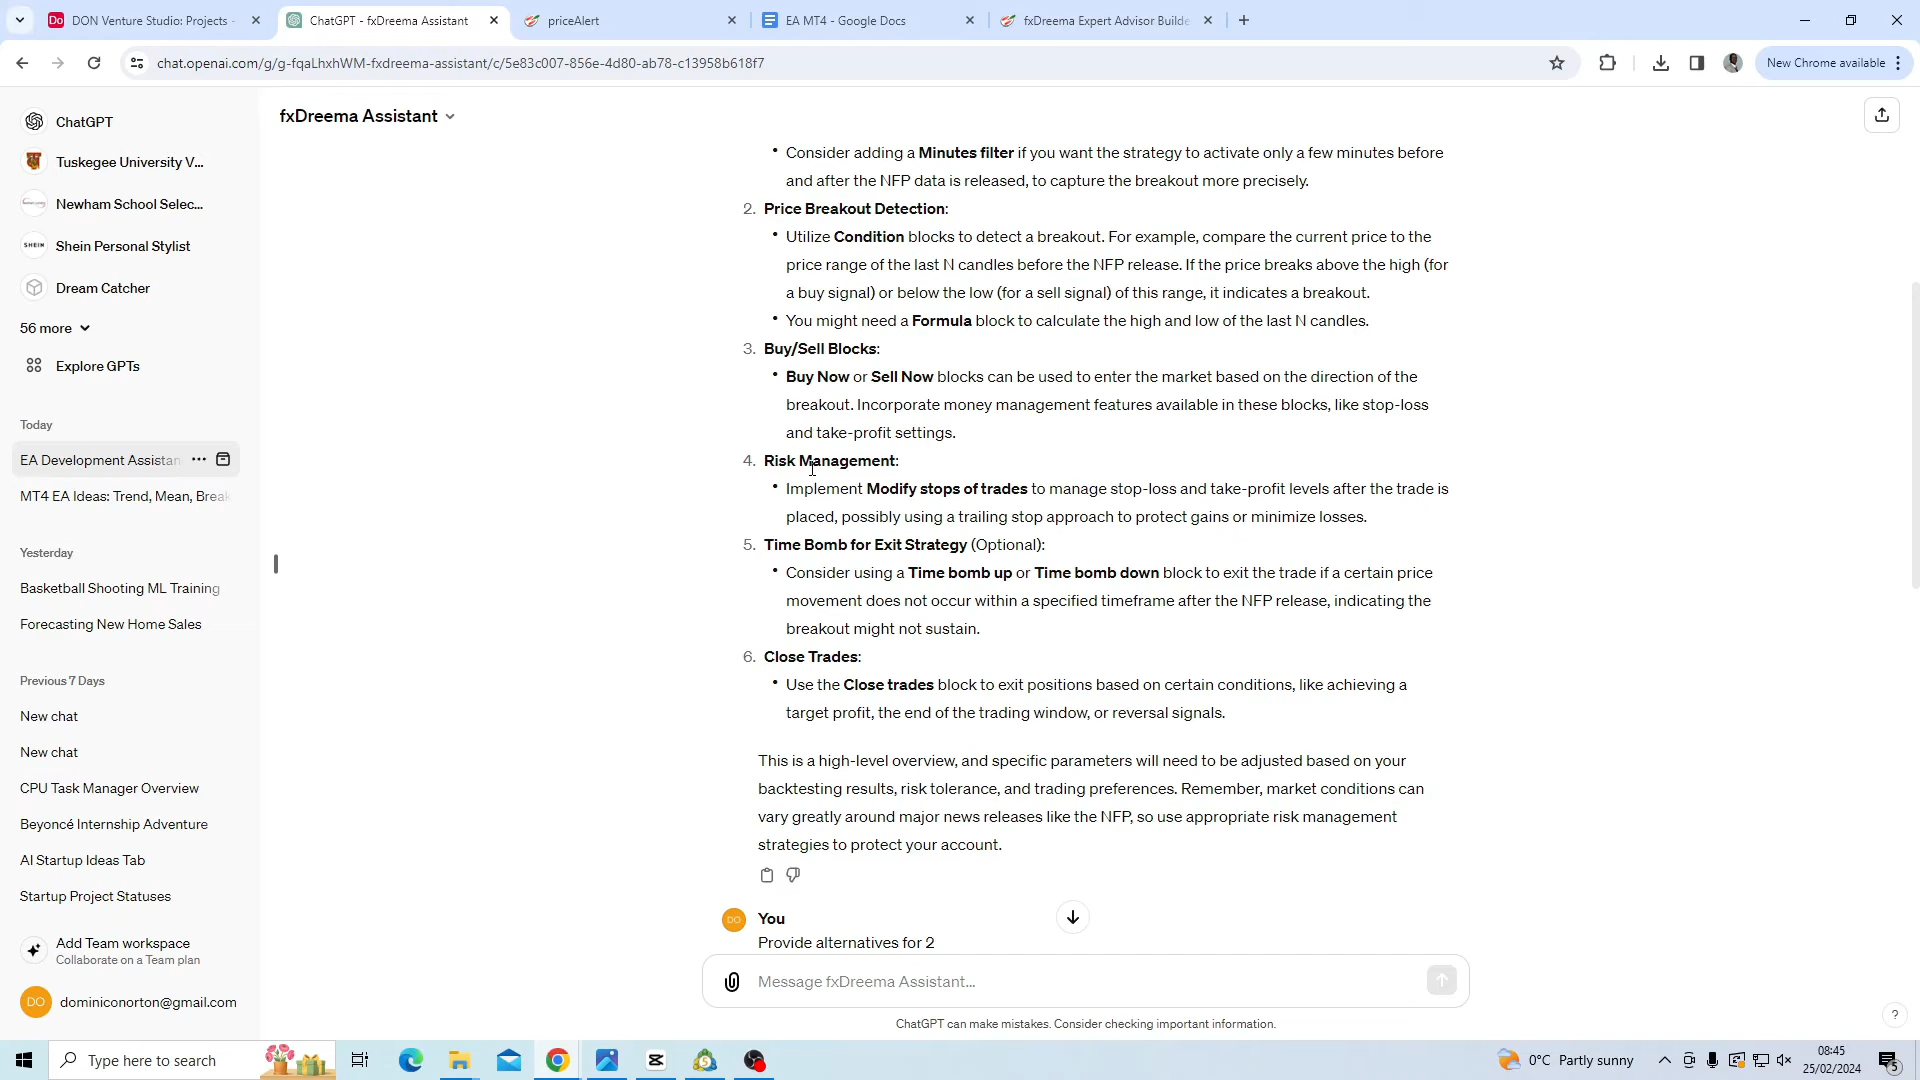 DON Venture Studio: Projects -
ChatGPT - fxDreema Assistant
priceAlert
EA MT4 - Google Docs
fxDreema Expert Advisor Builde
chat.openai.com/g/g-fqaLhxhWM-fxdreema-assistant/c/5e83c007-856e-4d80-ab78-c13958b618f7
New Chrome available
ChatGPT
Tuskegee University V...
Newham School Selec...
SHEIN
Shein Personal Stylist
Dream Catcher
56 more
Explore GPTs
Today
EA Development Assistan
MT4 EA Ideas: Trend, Mean, Break
Yesterday
Basketball Shooting ML Training
Forecasting New Home Sales
Previous 7 Days
New chat
New chat
CPU Task Manager Overview
Beyoncé Internship Adventure
AI Startup Ideas Tab
Startup Project Statuses
Add Team workspace
Collaborate on a Team plan
DO dominiconorton@gmail.com
fxDreema Assistant
• Consider adding a Minutes filter if you want the strategy to activate only a few minutes before
and after the NFP data is released, to capture the breakout more precisely.
2. Price Breakout Detection:
• Utilize Condition blocks to detect a breakout. For example, compare the current price to the
price range of the last N candles before the NFP release. If the price breaks above the high (for
a buy signal) or below the low (for a sell signal) of this range, it indicates a breakout.
• You might need a Formula block to calculate the high and low of the last N candles.
3. Buy/Sell Blocks:
• Buy Now or Sell Now blocks can be used to enter the market based on the direction of the
breakout. Incorporate money management features available in these blocks, like stop-loss
and take-profit settings.
4. Risk Management:
• Implement Modify stops of trades to manage stop-loss and take-profit levels after the trade is
placed, possibly using a trailing stop approach to protect gains or minimize losses.
5. Time Bomb for Exit Strategy (Optional):
• Consider using a Time bomb up or Time bomb down block to exit the trade if a certain price
movement does not occur within a specified timeframe after the NFP release, indicating the
breakout might not sustain.
6. Close Trades:
• Use the Close trades block to exit positions based on certain conditions, like achieving a
target profit, the end of the trading window, or reversal signals.
This is a high-level overview, and specific parameters will need to be adjusted based on your
backtesting results, risk tolerance, and trading preferences. Remember, market conditions can
vary greatly around major news releases like the NFP, so use appropriate risk management
strategies to protect your account.
DO You
Provide alternatives for 2
Message fxDreema Assistant...
ChatGPT can make mistakes. Consider checking important information.
?
Type here to search
0°C Partly sunny
08:45
25/02/2024
5